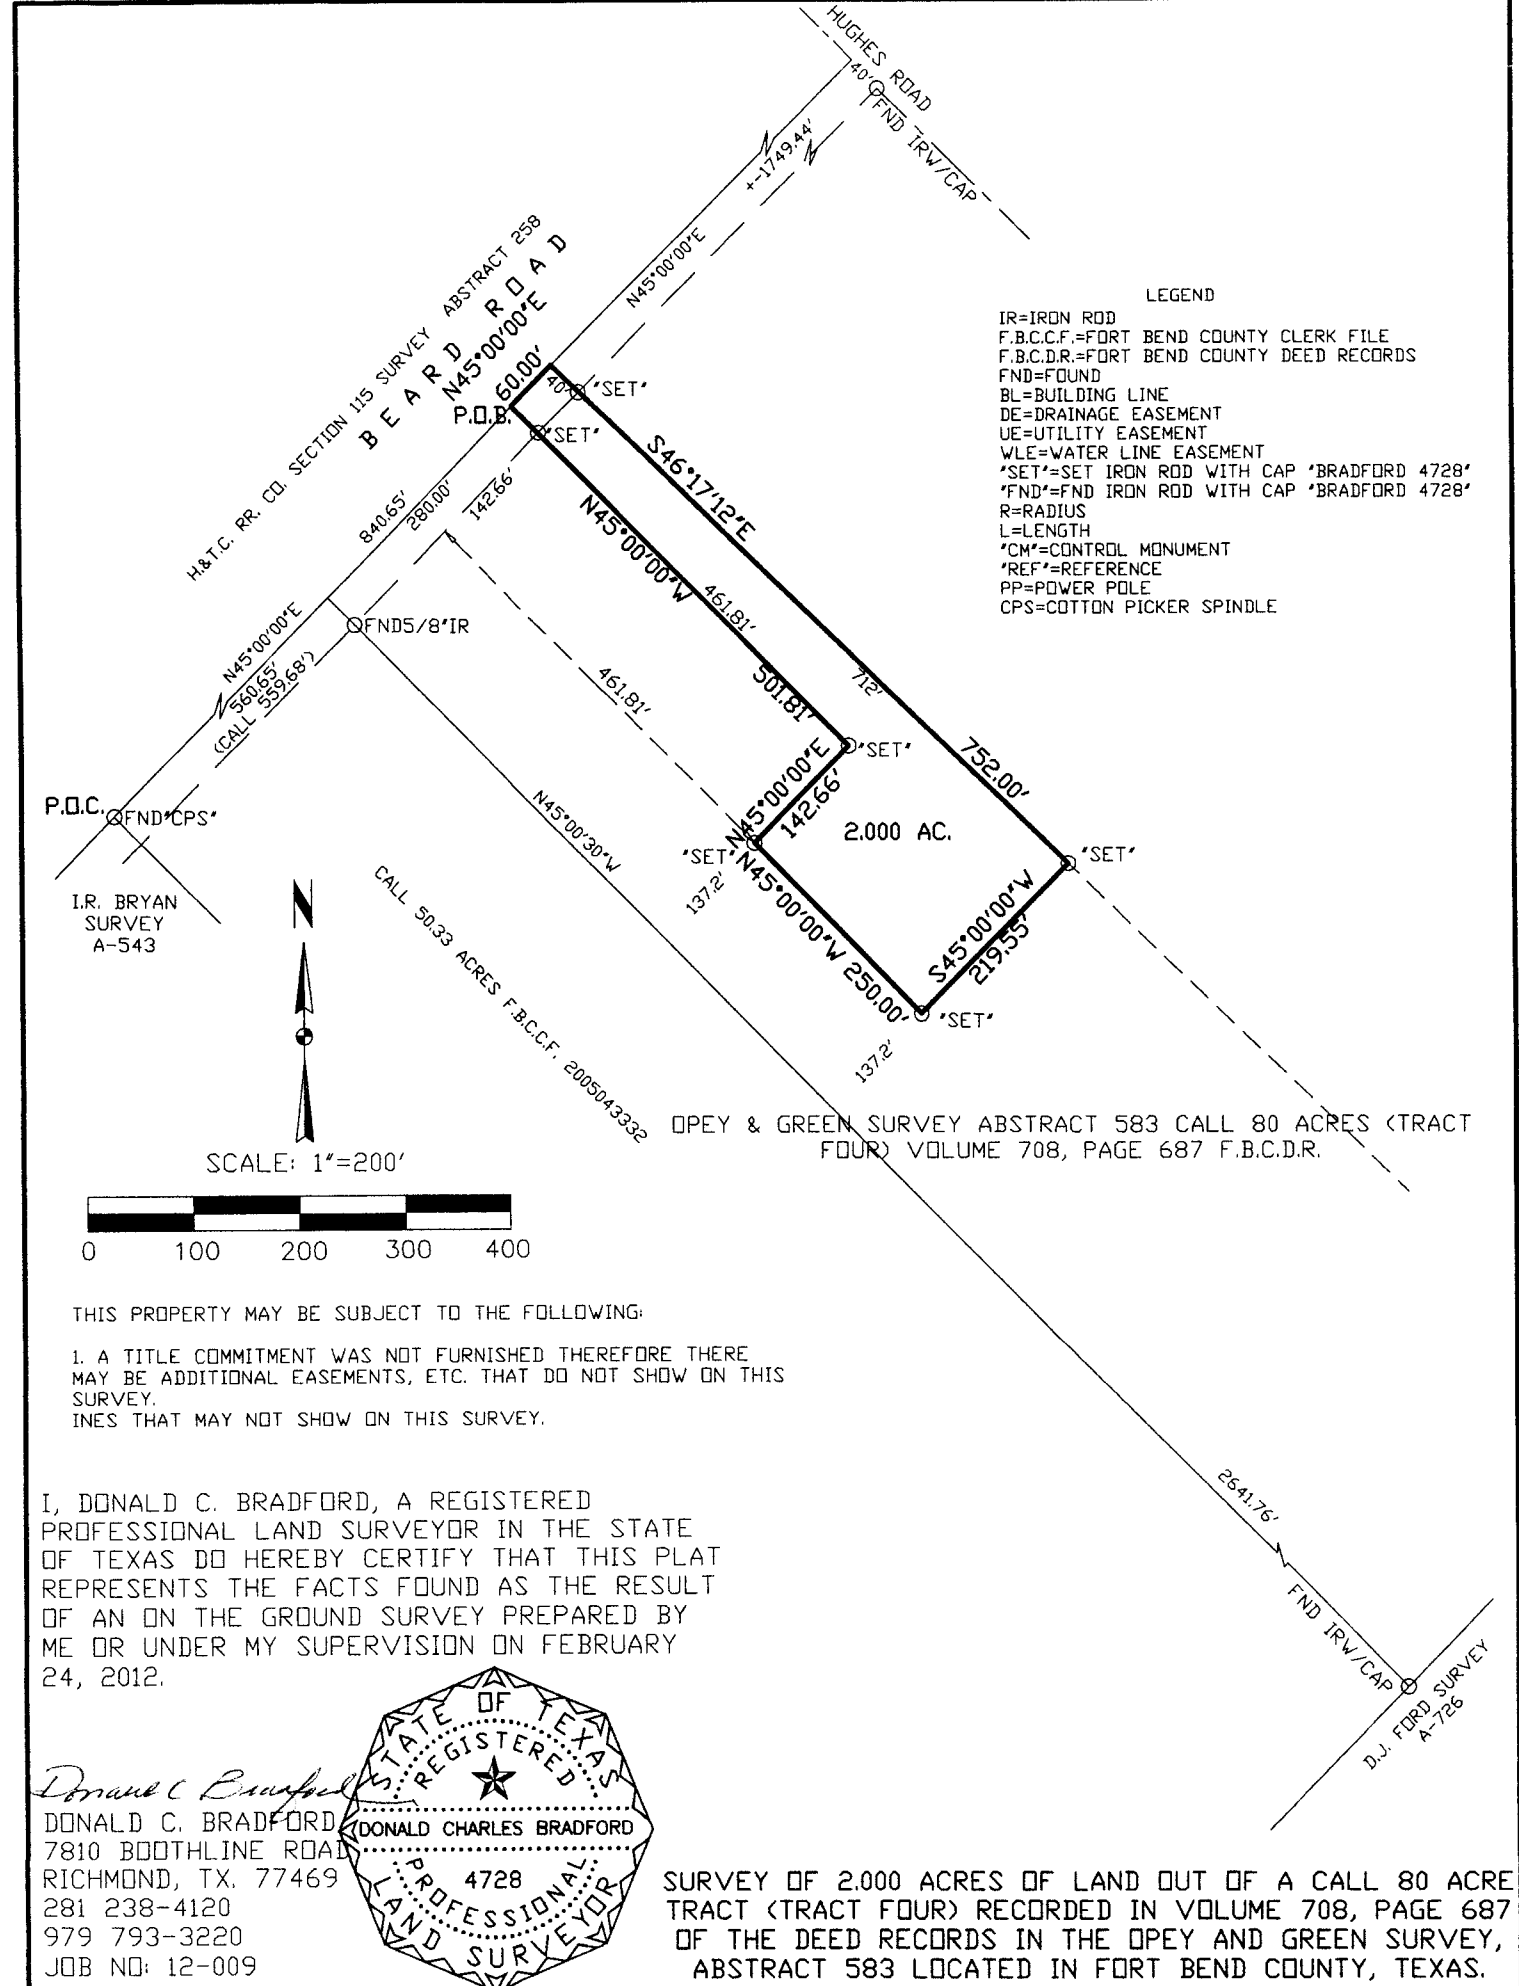 HUGHES ROAD
40'
FND IRW/CAP
+-1749.44'
N45°00'00"E
H.&T.C. RR. CO. SECTION 115 SURVEY ABSTRACT 258
BEARD ROAD
N45°00'00"E
60.00'
40'
"SET"
P.O.B.
"SET"
LEGEND
IR=IRON ROD
F.B.C.C.F.=FORT BEND COUNTY CLERK FILE
F.B.C.D.R.=FORT BEND COUNTY DEED RECORDS
FND=FOUND
BL=BUILDING LINE
DE=DRAINAGE EASEMENT
UE=UTILITY EASEMENT
WLE=WATER LINE EASEMENT
"SET"=SET IRON ROD WITH CAP "BRADFORD 4728"
"FND"=FND IRON ROD WITH CAP "BRADFORD 4728"
R=RADIUS
L=LENGTH
"CM"=CONTROL MONUMENT
"REF"=REFERENCE
PP=POWER POLE
CPS=COTTON PICKER SPINDLE
S46°17'12"E
840.65'
280.00'
142.66'
N45°00'00"W
461.81'
501.81'
712'
752.00'
461.81'
N45°00'00"E
560.65'
(CALL 559.68')
FND5/8"IR
"SET"
N45°00'00"E
142.66'
2.000 AC.
"SET"
"SET"
P.O.C.
FND"CPS"
N45°00'30"W
137.2'
N45°00'00"W 250.00'
S45°00'00"W
219.55'
"SET"
137.2'
I.R. BRYAN
SURVEY
A-543
N
CALL 50.33 ACRES F.B.C.C.F. 2005043332
OPEY & GREEN SURVEY ABSTRACT 583 CALL 80 ACRES (TRACT
FOUR) VOLUME 708, PAGE 687 F.B.C.D.R.
SCALE: 1"=200'
0 100 200 300 400
THIS PROPERTY MAY BE SUBJECT TO THE FOLLOWING:
1. A TITLE COMMITMENT WAS NOT FURNISHED THEREFORE THERE
MAY BE ADDITIONAL EASEMENTS, ETC. THAT DO NOT SHOW ON THIS
SURVEY.
INES THAT MAY NOT SHOW ON THIS SURVEY.
2641.76'
FND IRW/CAP
D.J. FORD SURVEY
A-726
I, DONALD C. BRADFORD, A REGISTERED
PROFESSIONAL LAND SURVEYOR IN THE STATE
OF TEXAS DO HEREBY CERTIFY THAT THIS PLAT
REPRESENTS THE FACTS FOUND AS THE RESULT
OF AN ON THE GROUND SURVEY PREPARED BY
ME OR UNDER MY SUPERVISION ON FEBRUARY
24, 2012.
Donald C Bradford
DONALD C. BRADFORD
7810 BOOTHLINE ROAD
RICHMOND, TX. 77469
281 238-4120
979 793-3220
JOB NO: 12-009
STATE OF TEXAS
REGISTERED
DONALD CHARLES BRADFORD
4728
PROFESSIONAL
LAND SURVEYOR
SURVEY OF 2.000 ACRES OF LAND OUT OF A CALL 80 ACRE
TRACT (TRACT FOUR) RECORDED IN VOLUME 708, PAGE 687
OF THE DEED RECORDS IN THE OPEY AND GREEN SURVEY,
ABSTRACT 583 LOCATED IN FORT BEND COUNTY, TEXAS.